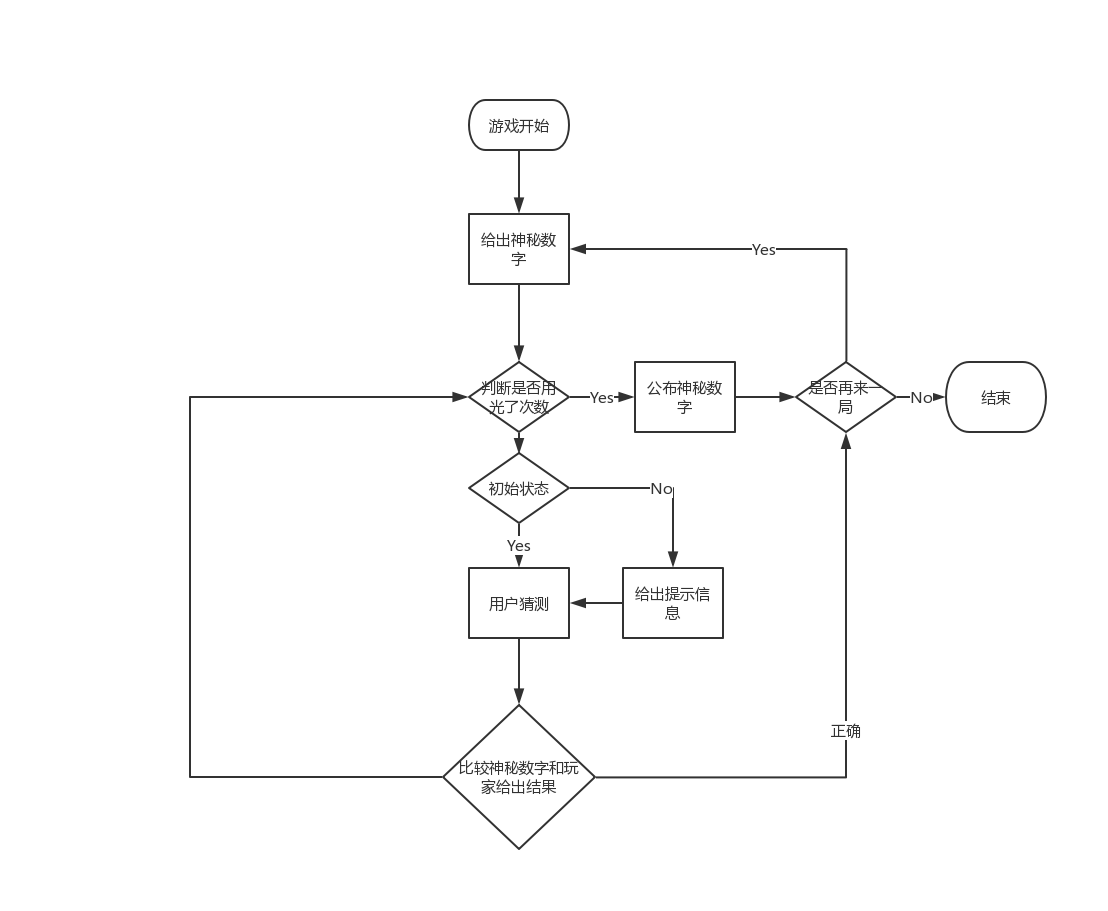 游戏开始
给出神秘数
字
Yes
判断是否用
光了次数
Yes
公布神秘数
字
是否再来一
局
No
结束
初始状态
No
Yes
用户猜测
给出提示信
息
正确
比较神秘数字和玩
家给出结果